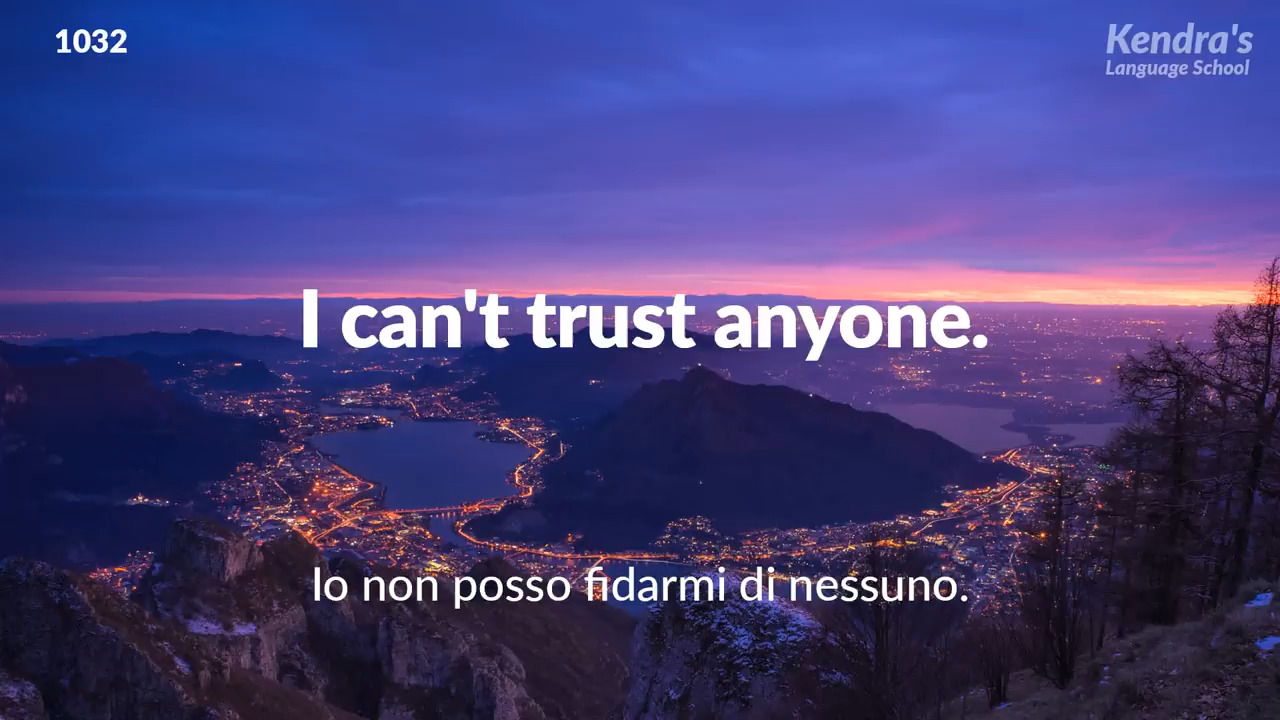 1032
Kendra's
Language School
I can't trust anyone.
Io non posso fidarmi di nessuno.